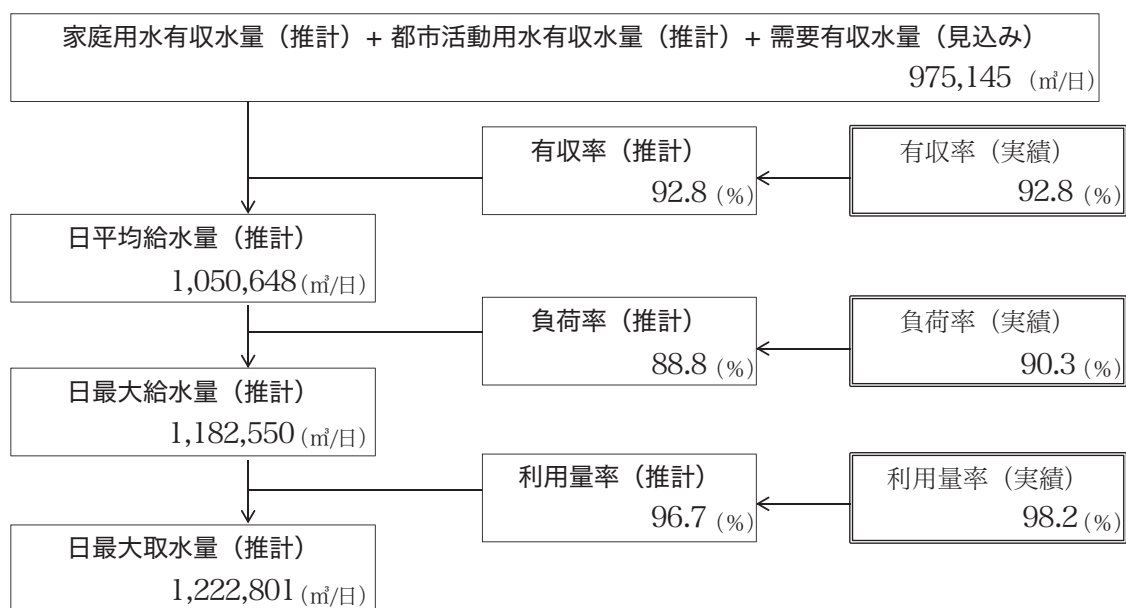 家庭用水有収水量（推計）+ 都市活動用水有収水量（推計）+ 需要有収水量（見込み）
975,145 （㎥/日）
有収率（推計）
92.8（%）
有収率（実績）
92.8（%）
日平均給水量（推計）
1,050,648（㎥/日）
負荷率（推計）
88.8（%）
負荷率（実績）
90.3（%）
日最大給水量（推計）
1,182,550（㎥/日）
利用量率（推計）
96.7（%）
利用量率（実績）
98.2（%）
日最大取水量（推計）
1,222,801（㎥/日）